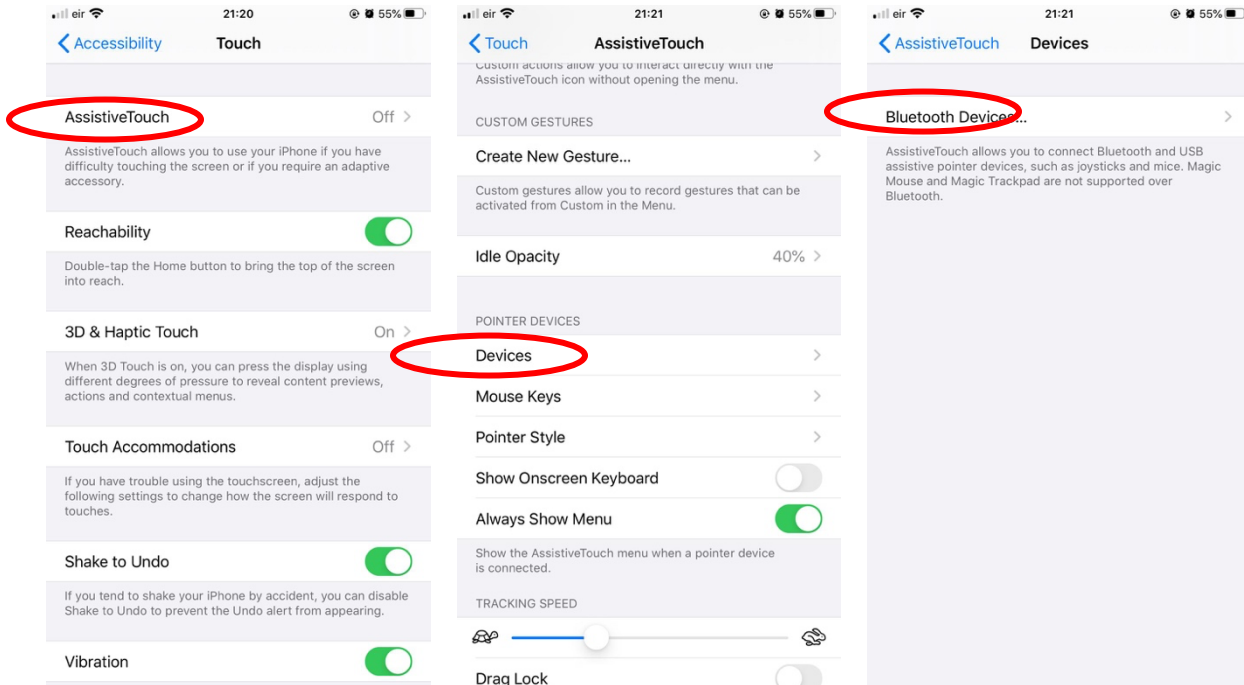 eir 21:20 55%
Accessibility Touch
AssistiveTouch Off
AssistiveTouch allows you to use your iPhone if you have
difficulty touching the screen or if you require an adaptive
accessory.
Reachability
Double-tap the Home button to bring the top of the screen
into reach.
3D & Haptic Touch On
When 3D Touch is on, you can press the display using
different degrees of pressure to reveal content previews,
actions and contextual menus.
Touch Accommodations Off
If you have trouble using the touchscreen, adjust the
following settings to change how the screen will respond to
touches.
Shake to Undo
If you tend to shake your iPhone by accident, you can disable
Shake to Undo to prevent the Undo alert from appearing.
Vibration
eir 21:21 55%
Touch AssistiveTouch
Custom actions allow you to interact directly with the
AssistiveTouch icon without opening the menu.
CUSTOM GESTURES
Create New Gesture...
Custom gestures allow you to record gestures that can be
activated from Custom in the Menu.
Idle Opacity 40%
POINTER DEVICES
Devices
Mouse Keys
Pointer Style
Show Onscreen Keyboard
Always Show Menu
Show the AssistiveTouch menu when a pointer device
is connected.
TRACKING SPEED
Drag Lock
eir 21:21 55%
AssistiveTouch Devices
Bluetooth Devices...
AssistiveTouch allows you to connect Bluetooth and USB
assistive pointer devices, such as joysticks and mice. Magic
Mouse and Magic Trackpad are not supported over
Bluetooth.